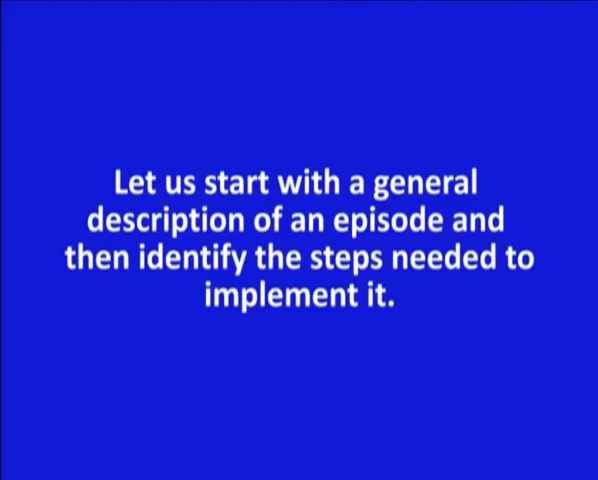 Let us start with a general
description of an episode and
then identify the steps needed to
implement it.